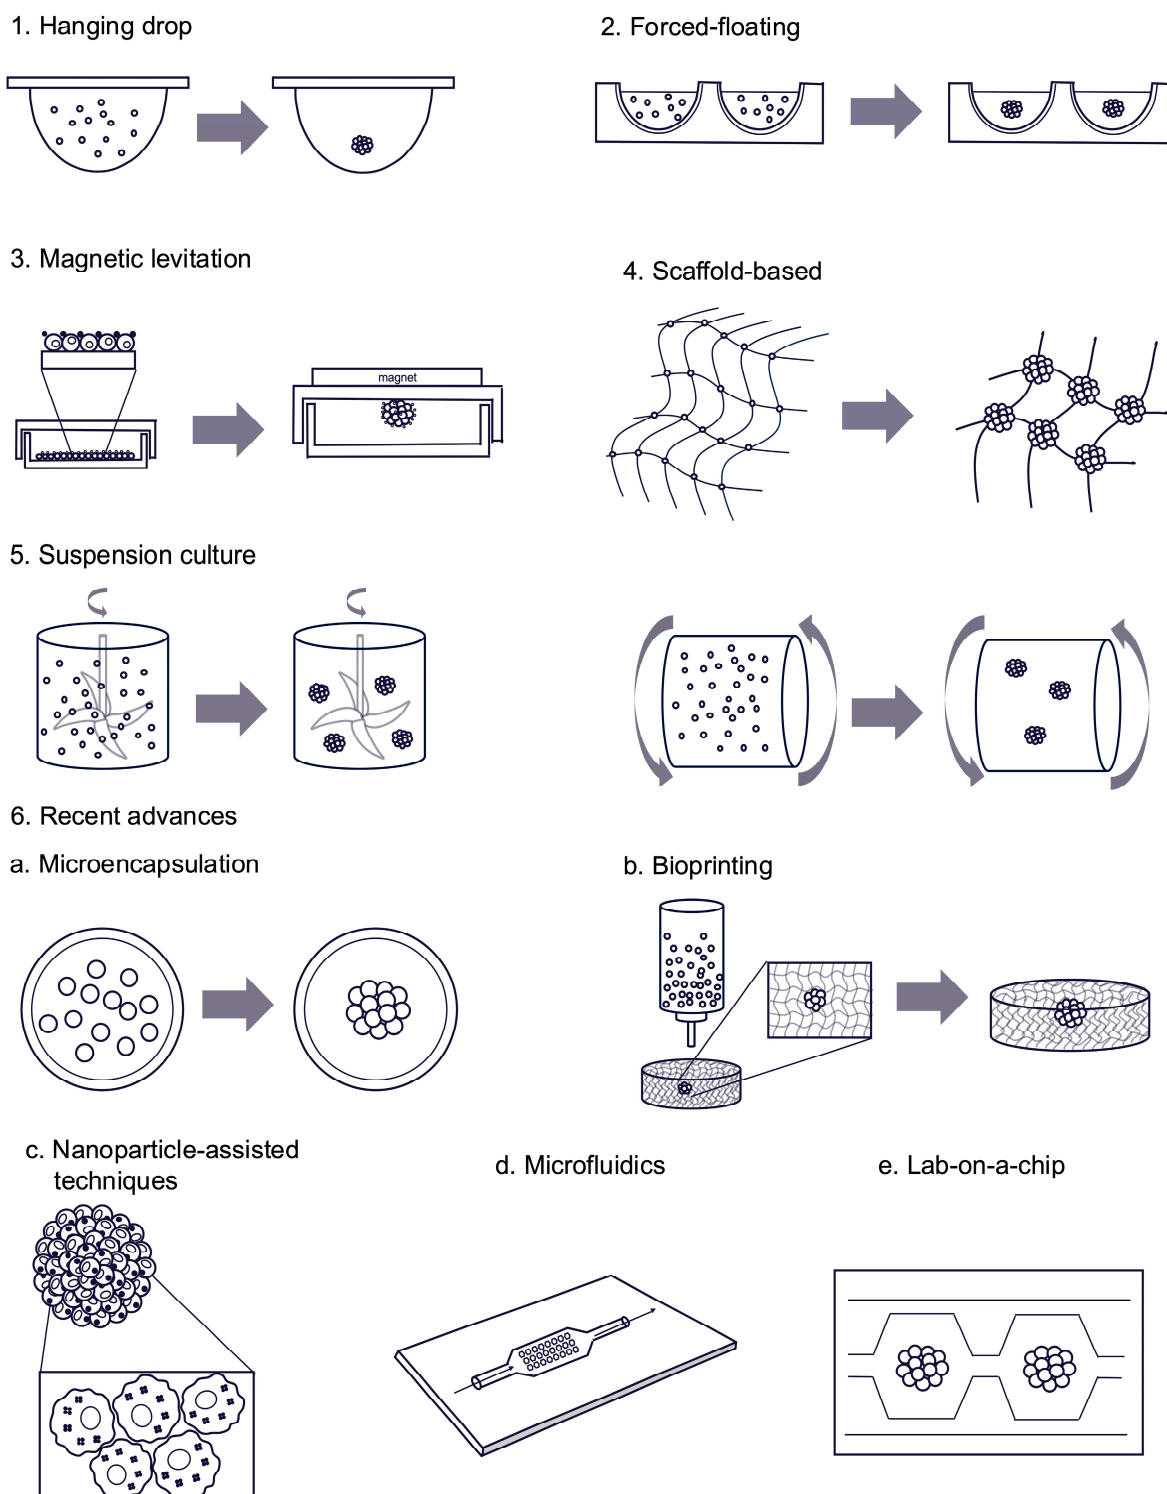 1. Hanging drop
2. Forced-floating
3. Magnetic levitation
4. Scaffold-based
magnet
5. Suspension culture
6. Recent advances
a. Microencapsulation
b. Bioprinting
c. Nanoparticle-assisted
techniques
d. Microfluidics
e. Lab-on-a-chip